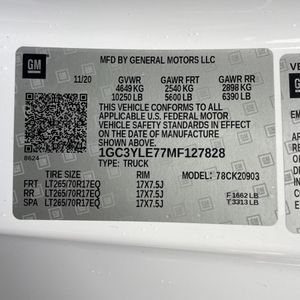 GM
MFD BY GENERAL MOTORS LLC
11/20 GVWR GAWR FRT GAWR RR
4649 KG 2540 KG 2898 KG
10250 LB 5600 LB 6390 LB
THIS VEHICLE CONFORMS TO ALL
APPLICABLE U.S. FEDERAL MOTOR
VEHICLE SAFETY STANDARDS IN
EFFECT ON THE DATE OF
MANUFACTURE SHOWN ABOVE.
1GC3YLE77MF127828
8624 TYPE: TRUCK
TIRE SIZE RIMS MODEL: 78CK20903
FRT LT265/70R17EQ 17X7.5J
RR LT265/70R17EQ 17X7.5J F 1662 LB
SPA LT265/70R17EQ 17X7.5J T 3313 LB
GM